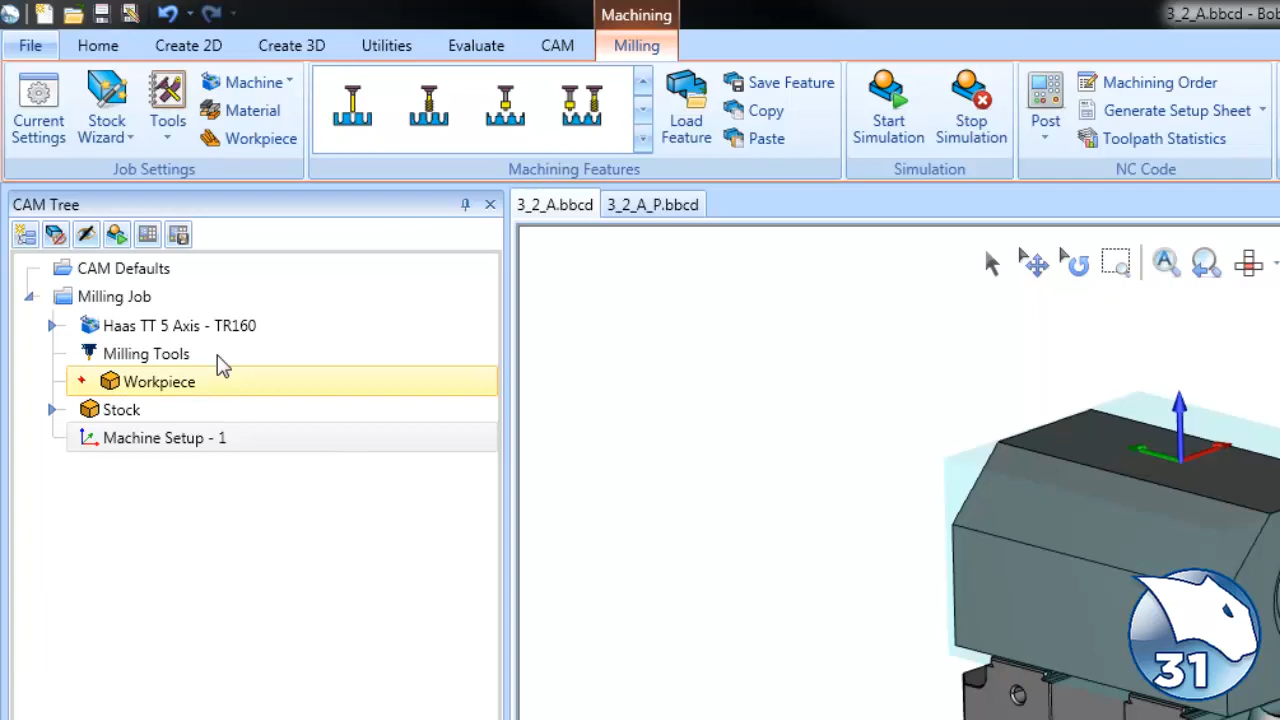 Machining
3_2_A.bbcd - Bob
File Home Create 2D Create 3D Utilities Evaluate CAM Milling
Current Settings
Stock Wizard
Tools
Machine
Material
Workpiece
Job Settings
Load Feature
Save Feature
Copy
Paste
Machining Features
Start Simulation
Stop Simulation
Simulation
Post
Machining Order
Generate Setup Sheet
Toolpath Statistics
NC Code
CAM Tree
3_2_A.bbcd 3_2_A_P.bbcd
CAM Defaults
Milling Job
Haas TT 5 Axis - TR160
Milling Tools
Workpiece
Stock
Machine Setup - 1
31